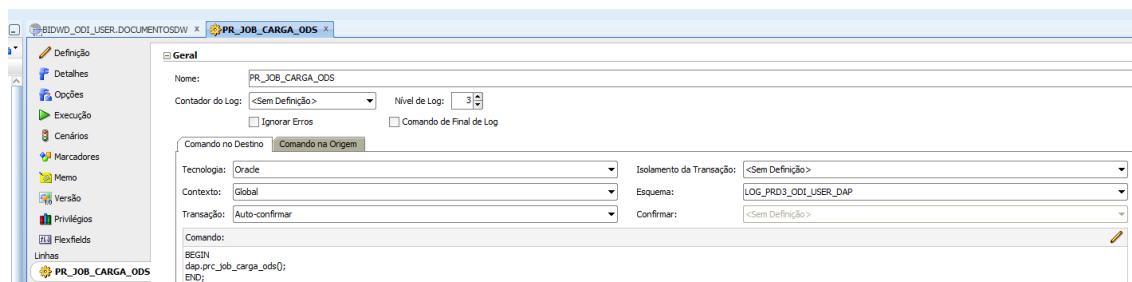 BIDWD_ODI_USER.DOCUMENTOSDW x PR_JOB_CARGA_ODS x
Definição
Detalhes
Opções
Execução
Cenários
Marcadores
Memo
Versão
Privilégios
Flexfields
Linhas
PR_JOB_CARGA_ODS
Geral
Nome: PR_JOB_CARGA_ODS
Contador do Log: <Sem Definição> Nível de Log: 3
Ignorar Erros Comando de Final de Log
Comando no Destino Comando na Origem
Tecnologia: Oracle Isolamento da Transação: <Sem Definição>
Contexto: Global Esquema: LOG_PRD3_ODI_USER_DAP
Transação: Auto-confirmar Confirmar: <Sem Definição>
Comando:
BEGIN
dap.prc_job_carga_ods();
END;